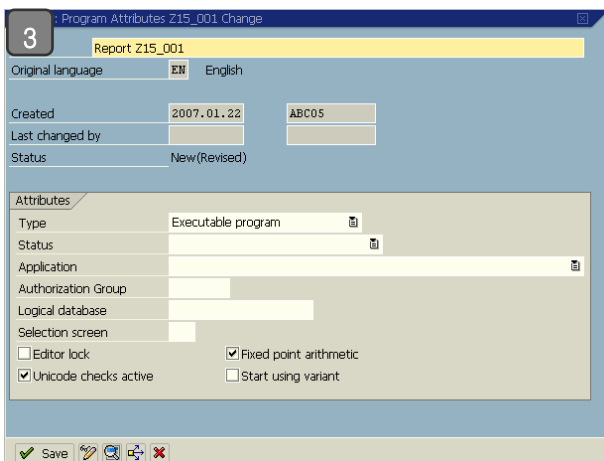 : Program Attributes Z15_001 Change
3
Report Z15_001
Original language EN English
Created 2007.01.22 ABC05
Last changed by
Status New(Revised)
Attributes
Type Executable program
Status
Application
Authorization Group
Logical database
Selection screen
Editor lock Fixed point arithmetic
Unicode checks active Start using variant
Save